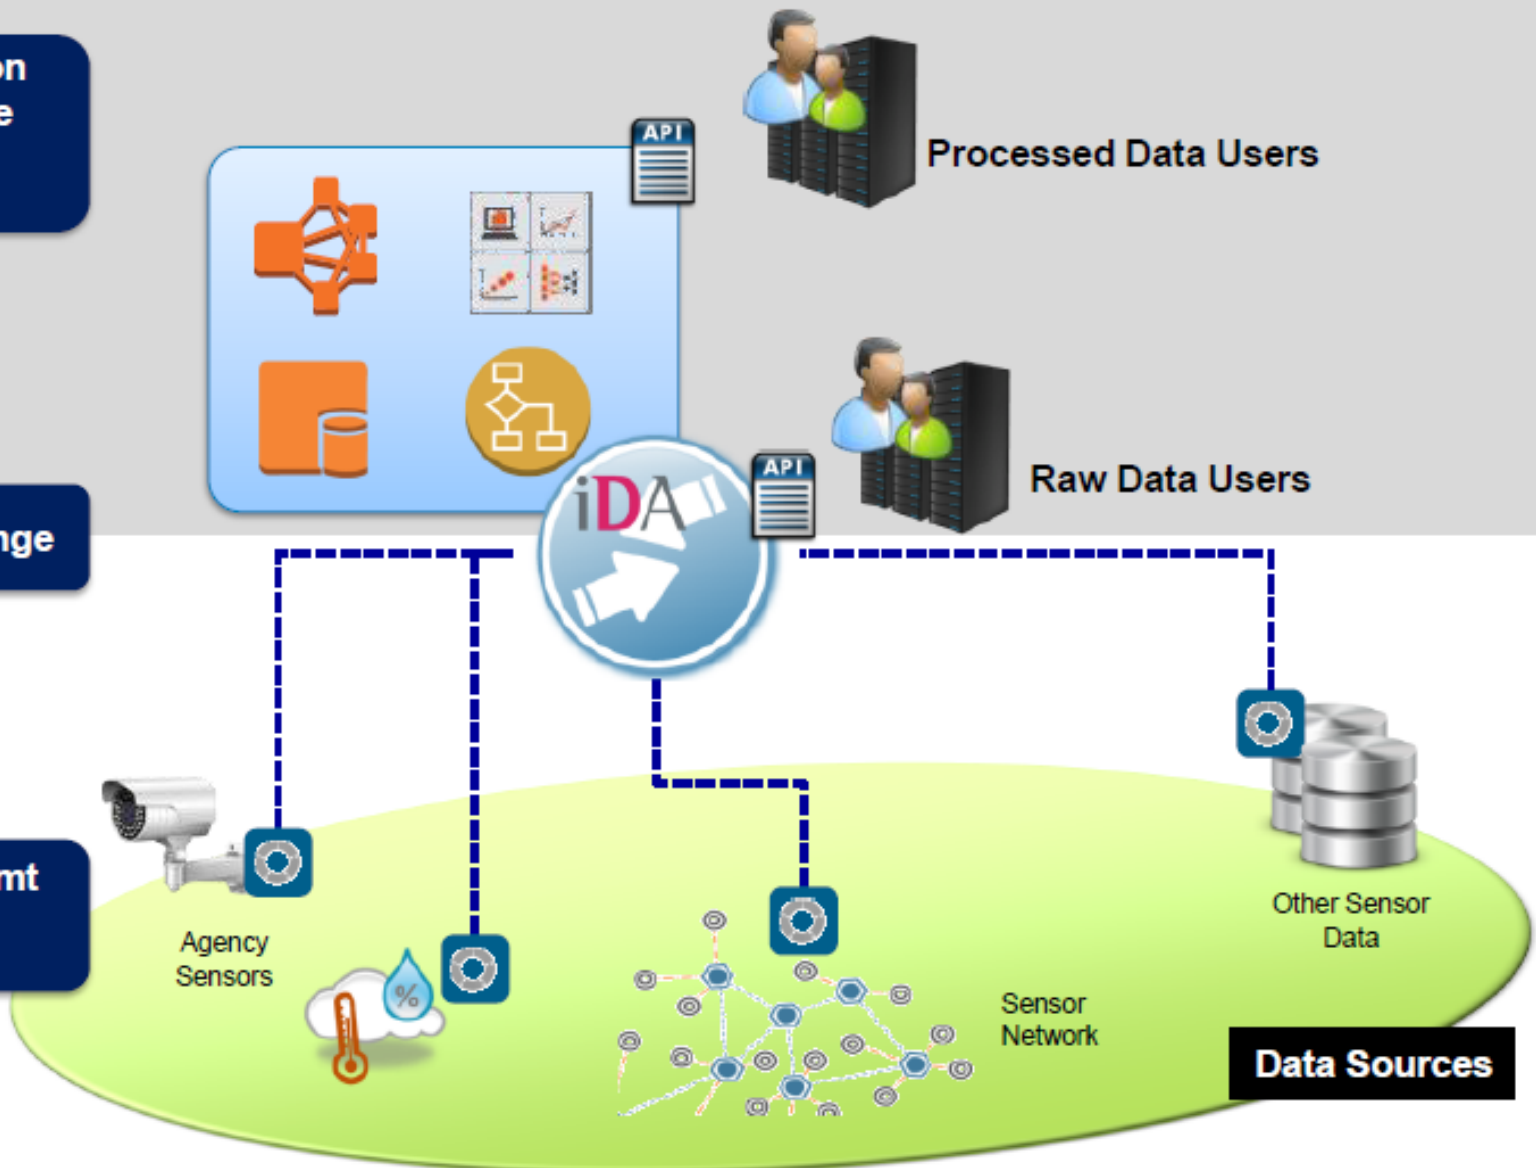 on
e
API
Processed Data Users
iDA
API
Raw Data Users
nge
mt
Agency
Sensors
%
Sensor
Network
Other Sensor
Data
Data Sources